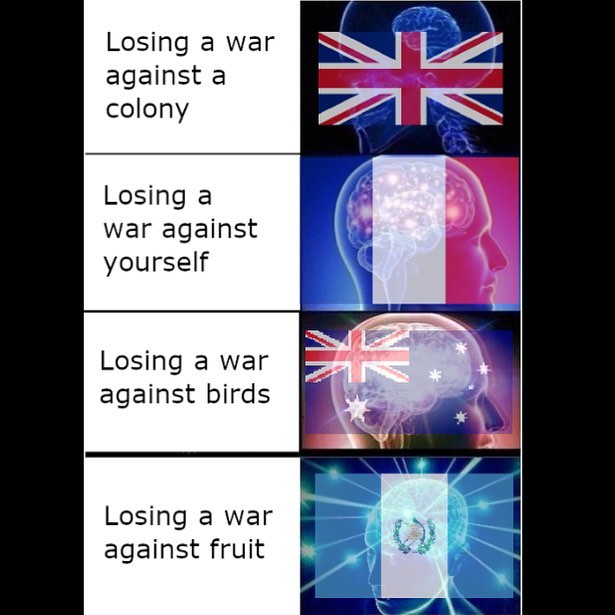 Losing a war
against a
colony
Losing a
war against
yourself
Losing a war
against birds
Losing a war
against fruit